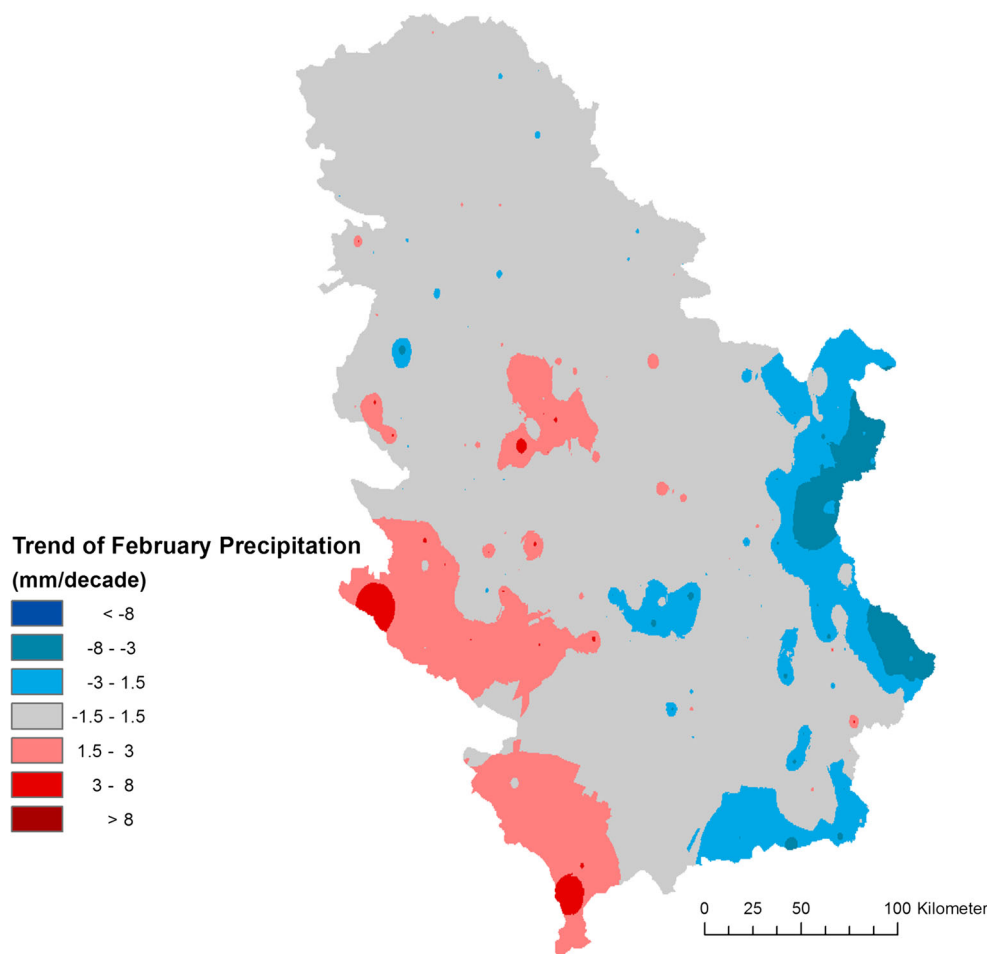 Trend of February Precipitation
(mm/decade)
< -8
-8 - -3
-3 - 1.5
-1.5 - 1.5
1.5 - 3
3 - 8
> 8
0 25 50 100 Kilometer